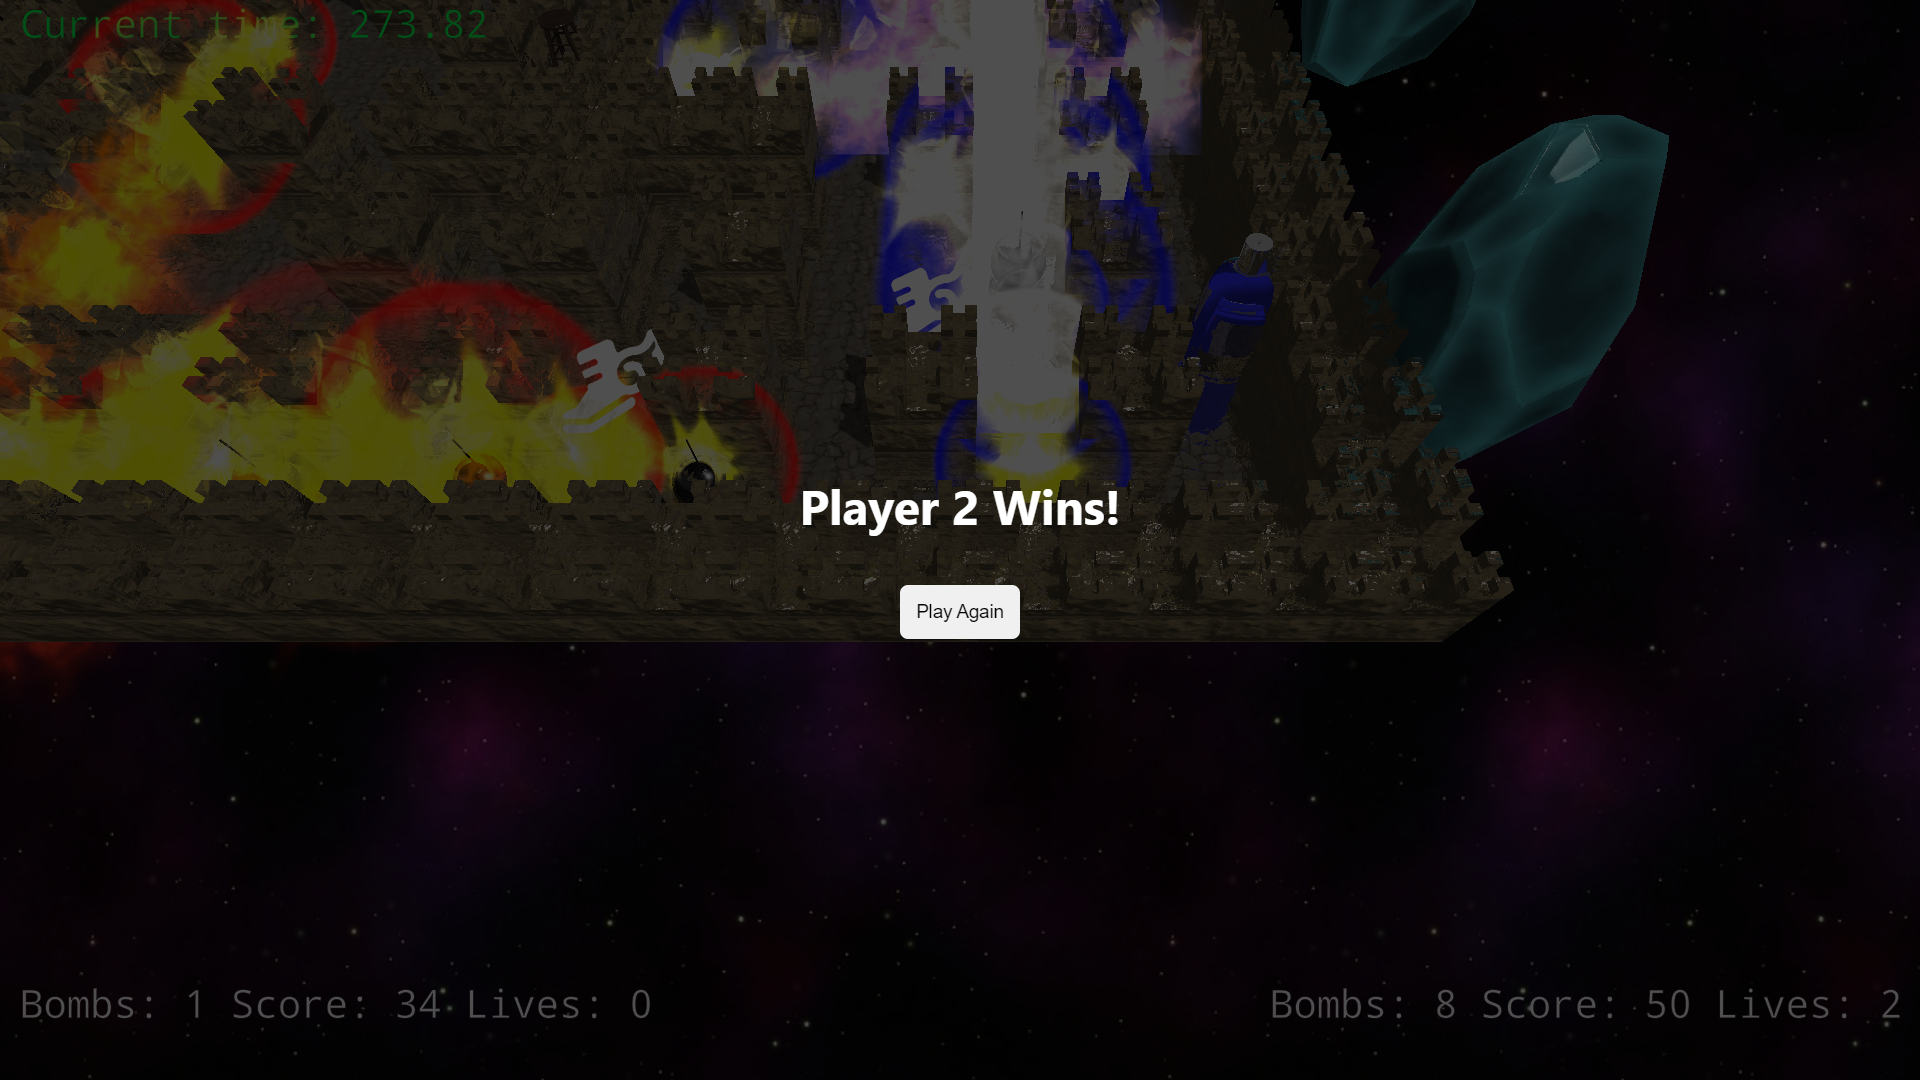 Current time: 273.82
Player 2 Wins!
Play Again
Bombs: 1 Score: 34 Lives: 0
Bombs: 8 Score: 50 Lives: 2